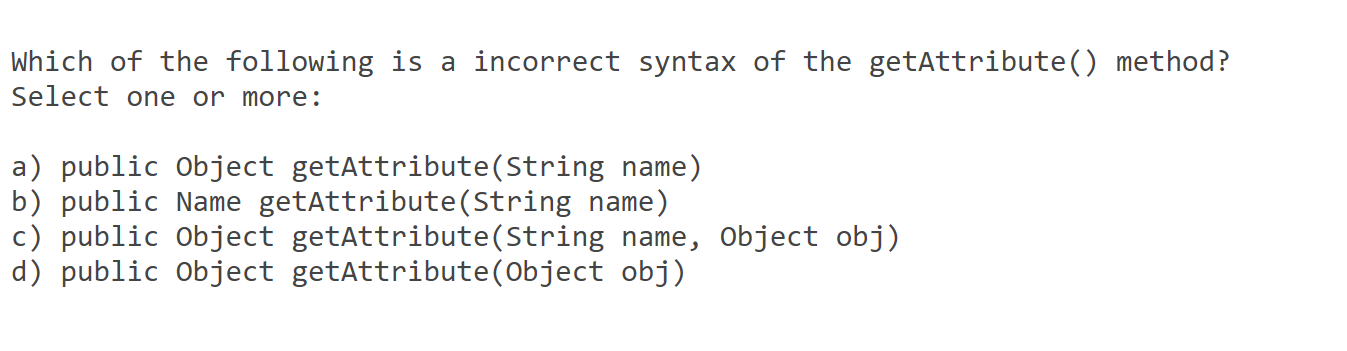 Which of the following is a incorrect syntax of the getAttribute() method?
Select one or more:
a) public Object getAttribute(String name)
b) public Name getAttribute(String name)
c) public Object getAttribute(String name, Object obj)
d) public Object getAttribute(Object obj)